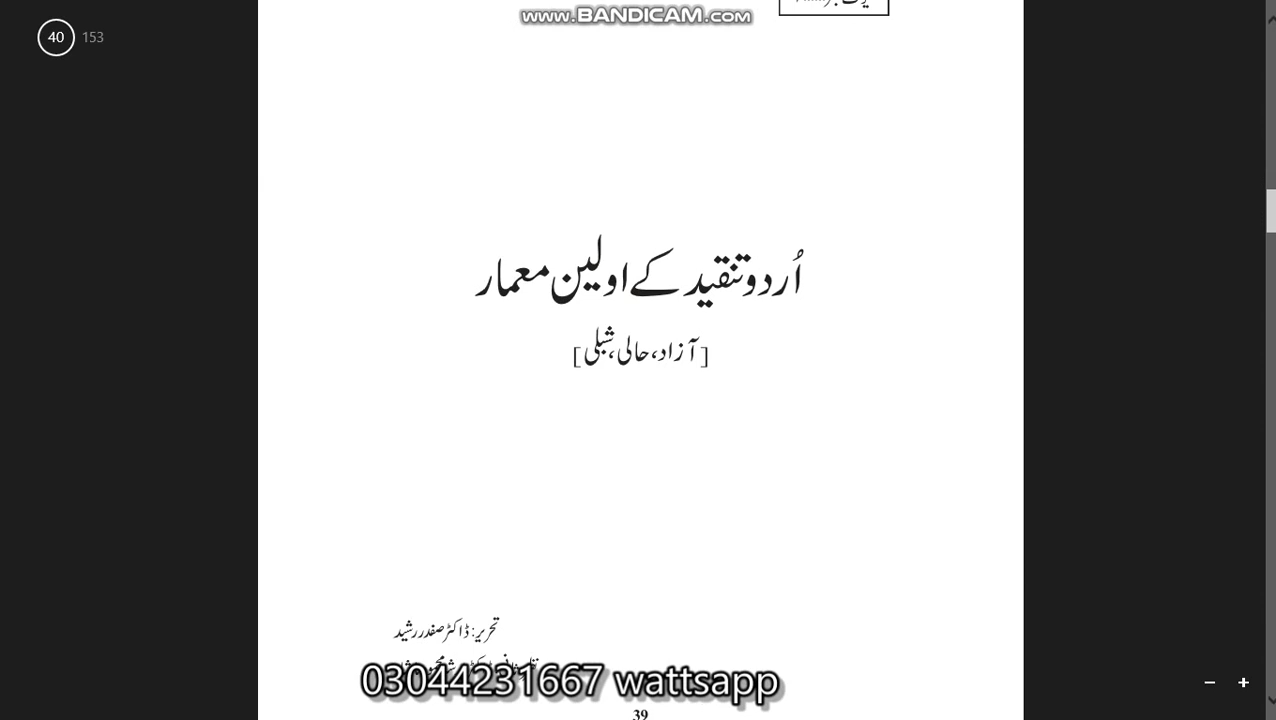 www.BANDICAM.com
40 153
اُردو تنقید کے اولین معمار
[آزاد، حالی، شبلی]
تحریر: ڈاکٹر صفدر رشید
03044231667 wattsapp
39